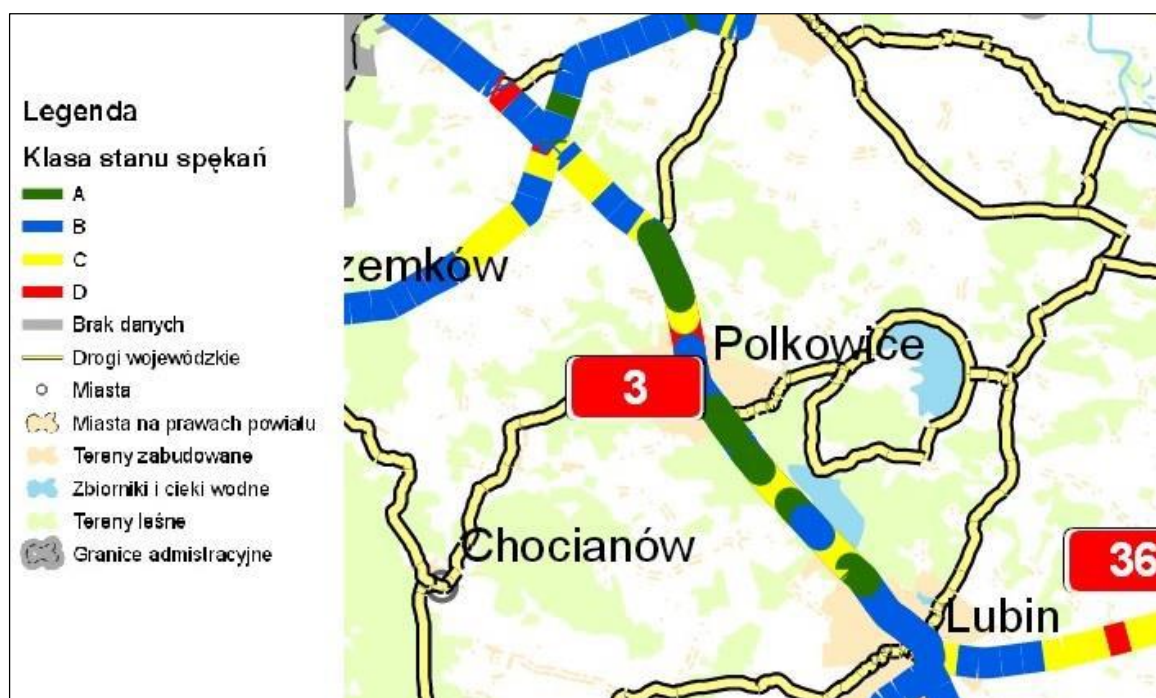 Legenda
Klasa stanu spękań
A
B
C
D
Brak danych
Drogi wojewódzkie
Miasta
Miasta na prawach powiatu
Tereny zabudowane
Zbiorniki i cieki wodne
Tereny leśne
Granice admistracyjne
zemków
Polkowice
3
Chocianów
36
Lubin